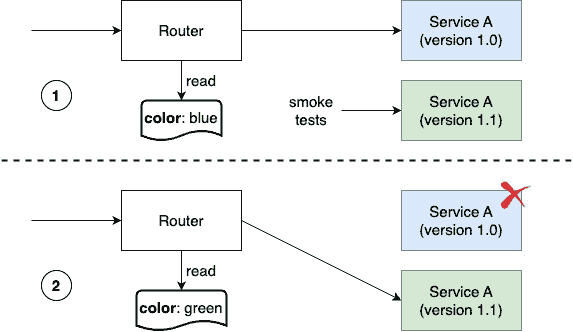 Router
Service A
(version 1.0)
read
1
color: blue
smoke
tests
Service A
(version 1.1)
Router
Service A
(version 1.0)
read
2
color: green
Service A
(version 1.1)